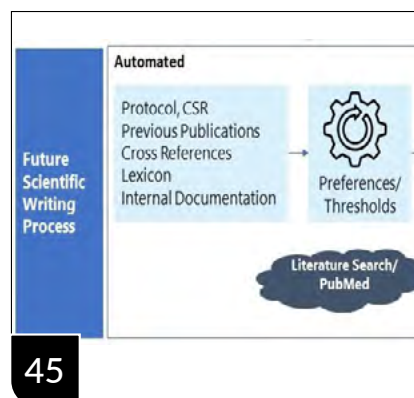 Future
Scientific
Writing
Process
Automated
Protocol, CSR
Previous Publications
Cross References
Lexicon
Internal Documentation
Preferences/
Thresholds
Literature Search/
PubMed
45